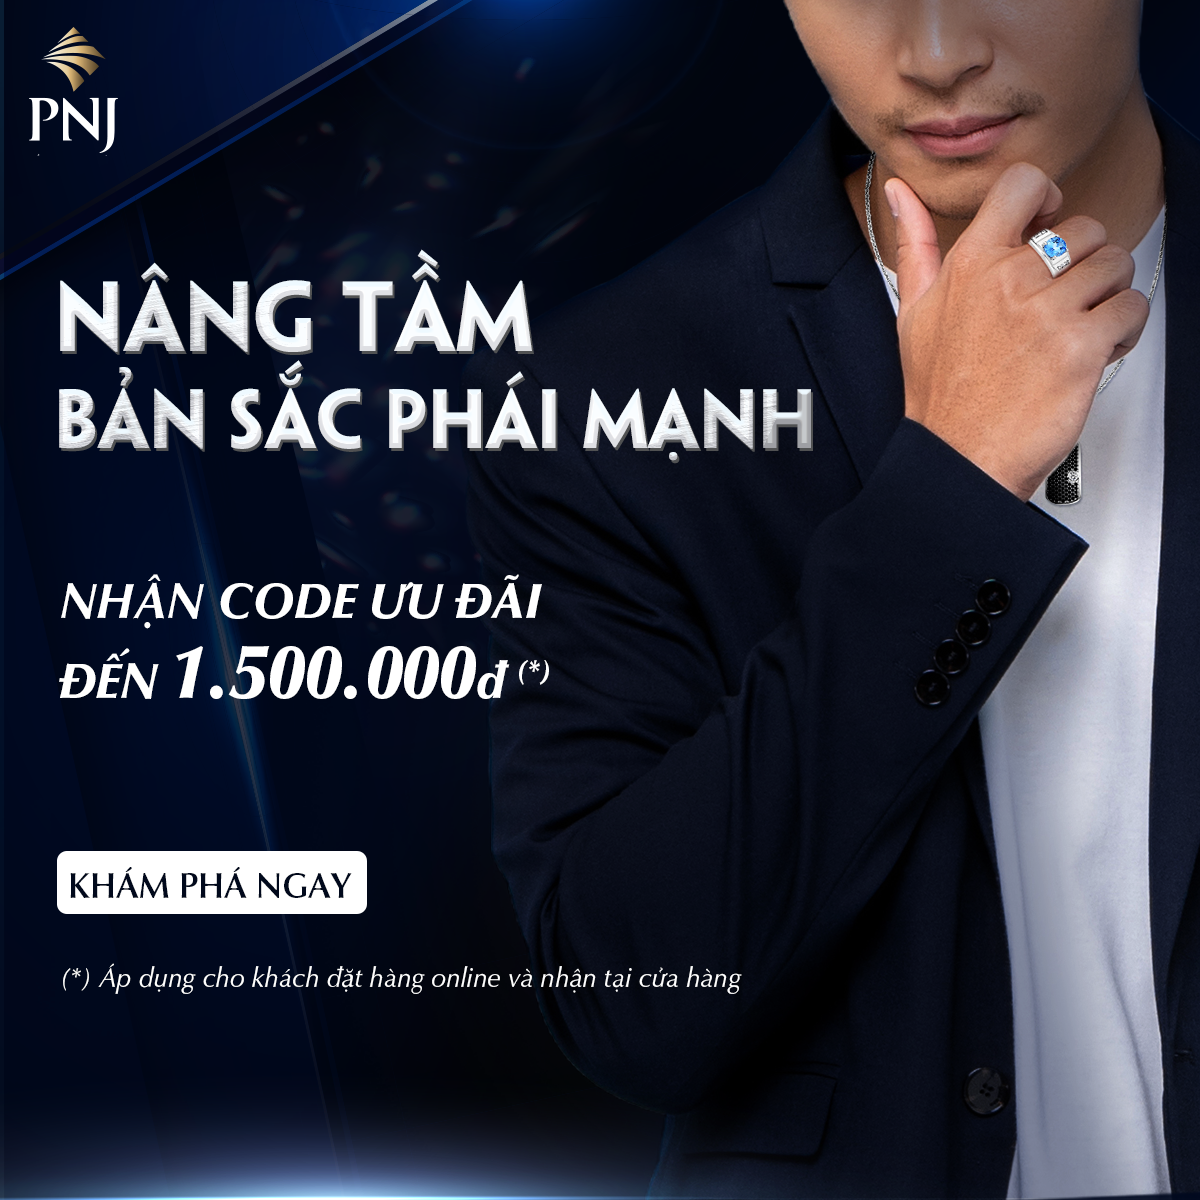 PNJ
NÂNG TẦM
BẢN SẮC PHÁI MẠNH
NHẬN CODE ƯU ĐÃI
ĐẾN 1.500.000đ (*)
KHÁM PHÁ NGAY
(*) Áp dụng cho khách đặt hàng online và nhận tại cửa hàng